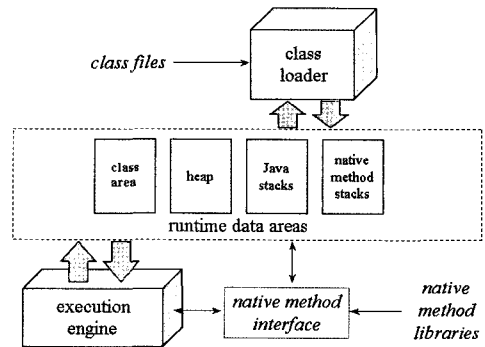 class
loader
class files
class
area
heap
Java
stacks
native
method
stacks
runtime data areas
execution
engine
native method
interface
native
method
libraries